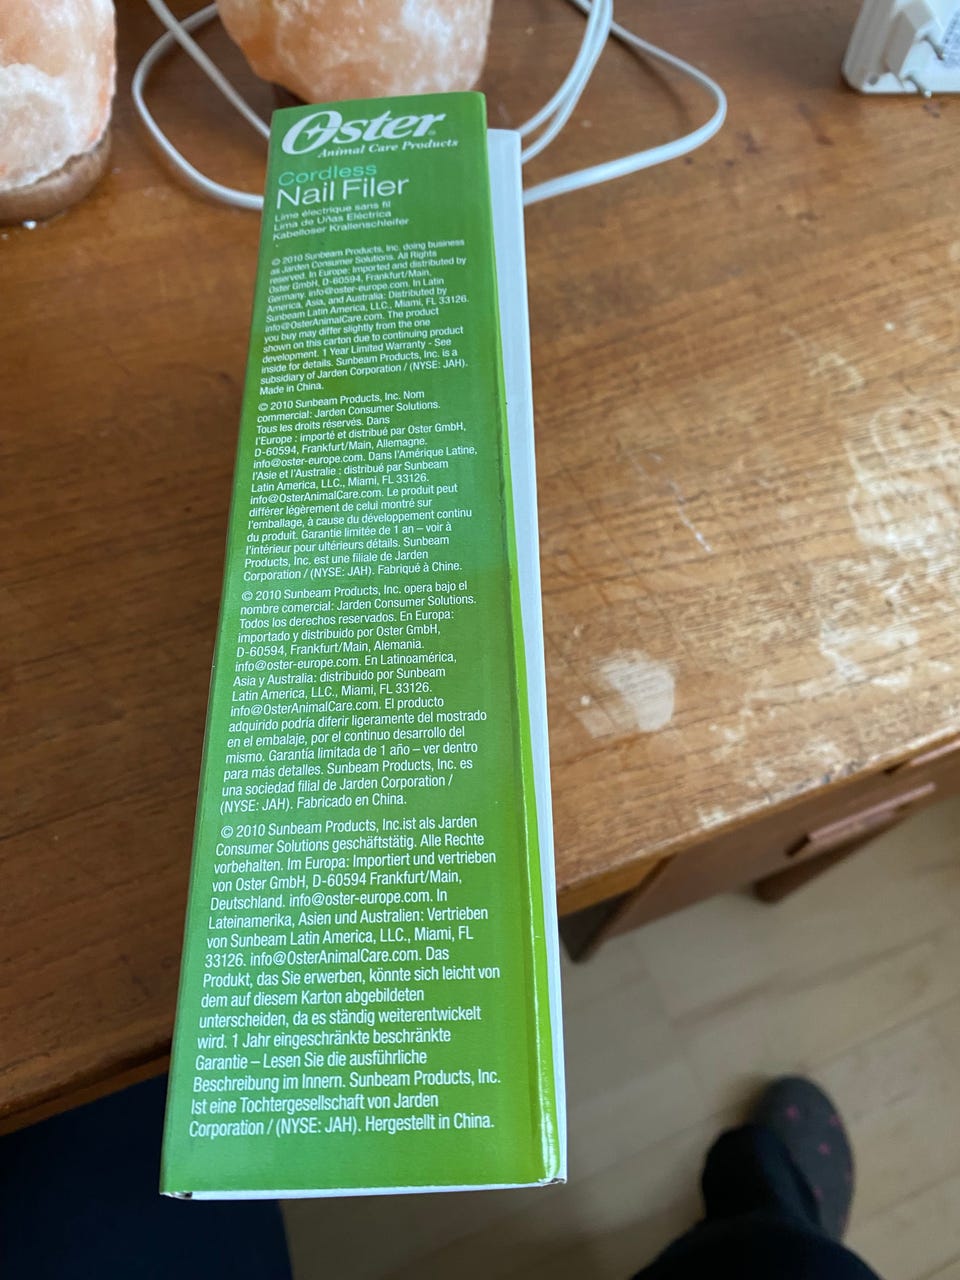 Oster®
Animal Care Products
Cordless
Nail Filer
Lime électrique sans fil
Lima de Uñas Eléctrica
Kabelloser Krallenschleifer
© 2010 Sunbeam Products, Inc. doing business
as Jarden Consumer Solutions. All Rights
reserved. In Europe: Imported and distributed by
Oster GmbH, D-60594, Frankfurt/Main,
Germany. info@oster-europe.com. In Latin
America, Asia, and Australia: Distributed by
Sunbeam Latin America, LLC., Miami, FL 33126.
info@OsterAnimalCare.com. The product
you buy may differ slightly from the one
shown on this carton due to continuing product
development. 1 Year Limited Warranty - See
inside for details. Sunbeam Products, Inc. is a
subsidiary of Jarden Corporation / (NYSE: JAH).
Made in China.
© 2010 Sunbeam Products, Inc. Nom
commercial: Jarden Consumer Solutions.
Tous les droits réservés. Dans
l'Europe : importé et distribué par Oster GmbH,
D-60594, Frankfurt/Main, Allemagne.
info@oster-europe.com. Dans l'Amérique Latine,
l'Asie et l'Australie : distribué par Sunbeam
Latin America, LLC., Miami, FL 33126.
info@OsterAnimalCare.com. Le produit peut
différer légèrement de celui montré sur
l'emballage, à cause du développement continu
du produit. Garantie limitée de 1 an – voir à
l'intérieur pour ultérieurs détails. Sunbeam
Products, Inc. est une filiale de Jarden
Corporation / (NYSE: JAH). Fabriqué à Chine.
© 2010 Sunbeam Products, Inc. opera bajo el
nombre comercial: Jarden Consumer Solutions.
Todos los derechos reservados. En Europa:
importado y distribuido por Oster GmbH,
D-60594, Frankfurt/Main, Alemania.
info@oster-europe.com. En Latinoamérica,
Asia y Australia: distribuido por Sunbeam
Latin America, LLC., Miami, FL 33126.
info@OsterAnimalCare.com. El producto
adquirido podría diferir ligeramente del mostrado
en el embalaje, por el continuo desarrollo del
mismo. Garantía limitada de 1 año – ver dentro
para más detalles. Sunbeam Products, Inc. es
una sociedad filial de Jarden Corporation /
(NYSE: JAH). Fabricado en China.
© 2010 Sunbeam Products, Inc.ist als Jarden
Consumer Solutions geschäftstätig. Alle Rechte
vorbehalten. Im Europa: Importiert und vertrieben
von Oster GmbH, D-60594 Frankfurt/Main,
Deutschland. info@oster-europe.com. In
Lateinamerika, Asien und Australien: Vertrieben
von Sunbeam Latin America, LLC., Miami, FL
33126. info@OsterAnimalCare.com. Das
Produkt, das Sie erwerben, könnte sich leicht von
dem auf diesem Karton abgebildeten
unterscheiden, da es ständig weiterentwickelt
wird. 1 Jahr eingeschränkte beschränkte
Garantie – Lesen Sie die ausführliche
Beschreibung im Innern. Sunbeam Products, Inc.
Ist eine Tochtergesellschaft von Jarden
Corporation / (NYSE: JAH). Hergestellt in China.